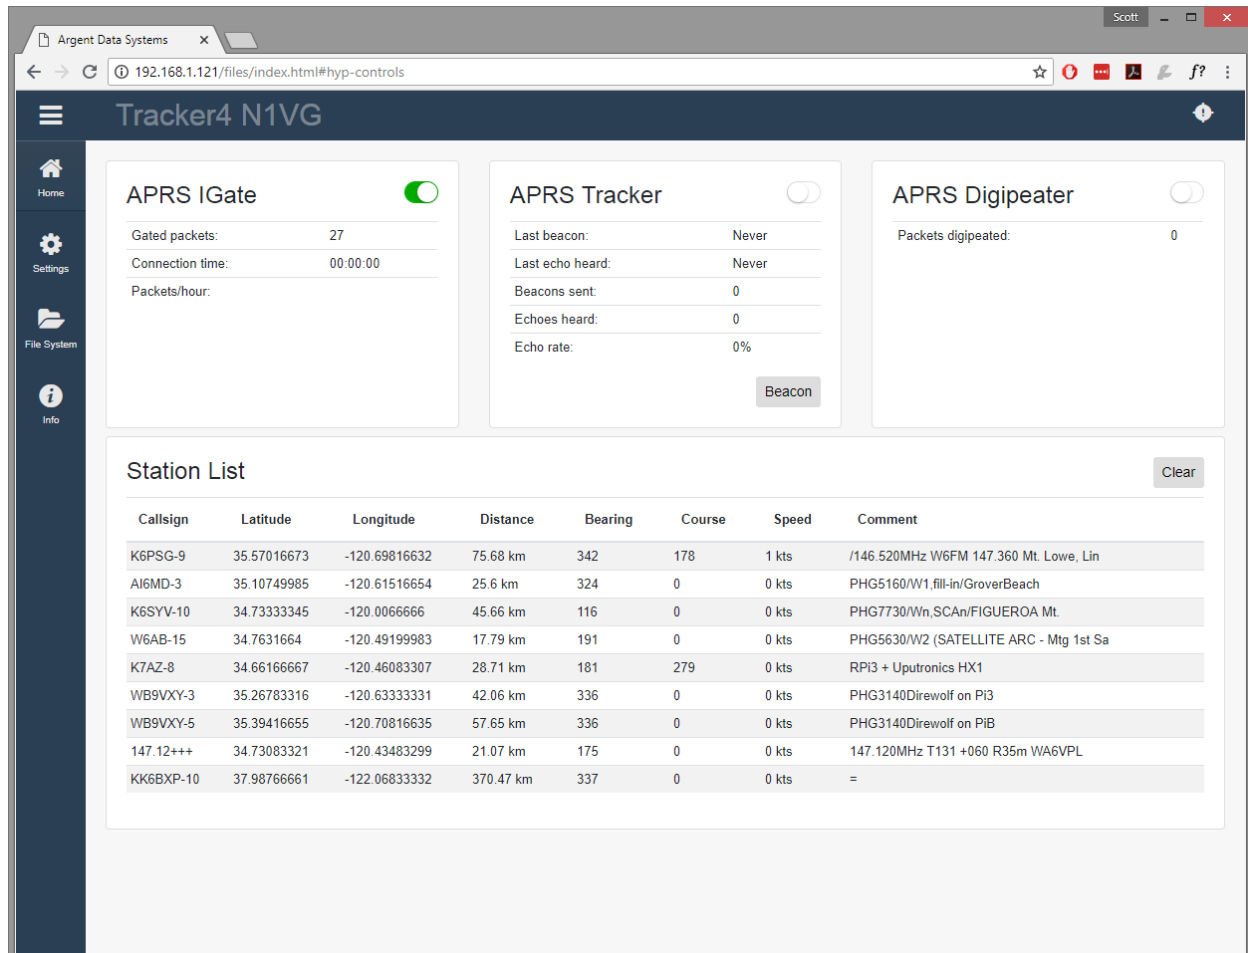 Scott
Argent Data Systems
192.168.1.121/files/index.html#hyp-controls
f?
Tracker4 N1VG
Home
Settings
File System
Info
APRS IGate
Gated packets: 27
Connection time: 00:00:00
Packets/hour:
APRS Tracker
Last beacon: Never
Last echo heard: Never
Beacons sent: 0
Echoes heard: 0
Echo rate: 0%
Beacon
APRS Digipeater
Packets digipeated: 0
Station List
Clear
Callsign Latitude Longitude Distance Bearing Course Speed Comment
K6PSG-9 35.57016673 -120.69816632 75.68 km 342 178 1 kts /146.520MHz W6FM 147.360 Mt. Lowe, Lin
AI6MD-3 35.10749985 -120.61516654 25.6 km 324 0 0 kts PHG5160/W1,fill-in/GroverBeach
K6SYV-10 34.73333345 -120.0066666 45.66 km 116 0 0 kts PHG7730/Wn,SCAn/FIGUEROA Mt.
W6AB-15 34.7631664 -120.49199983 17.79 km 191 0 0 kts PHG5630/W2 (SATELLITE ARC - Mtg 1st Sa
K7AZ-8 34.66166667 -120.46083307 28.71 km 181 279 0 kts RPi3 + Uputronics HX1
WB9VXY-3 35.26783316 -120.63333331 42.06 km 336 0 0 kts PHG3140Direwolf on Pi3
WB9VXY-5 35.39416655 -120.70816635 57.65 km 336 0 0 kts PHG3140Direwolf on PiB
147.12+++ 34.73083321 -120.43483299 21.07 km 175 0 0 kts 147.120MHz T131 +060 R35m WA6VPL
KK6BXP-10 37.98766661 -122.06833332 370.47 km 337 0 0 kts =